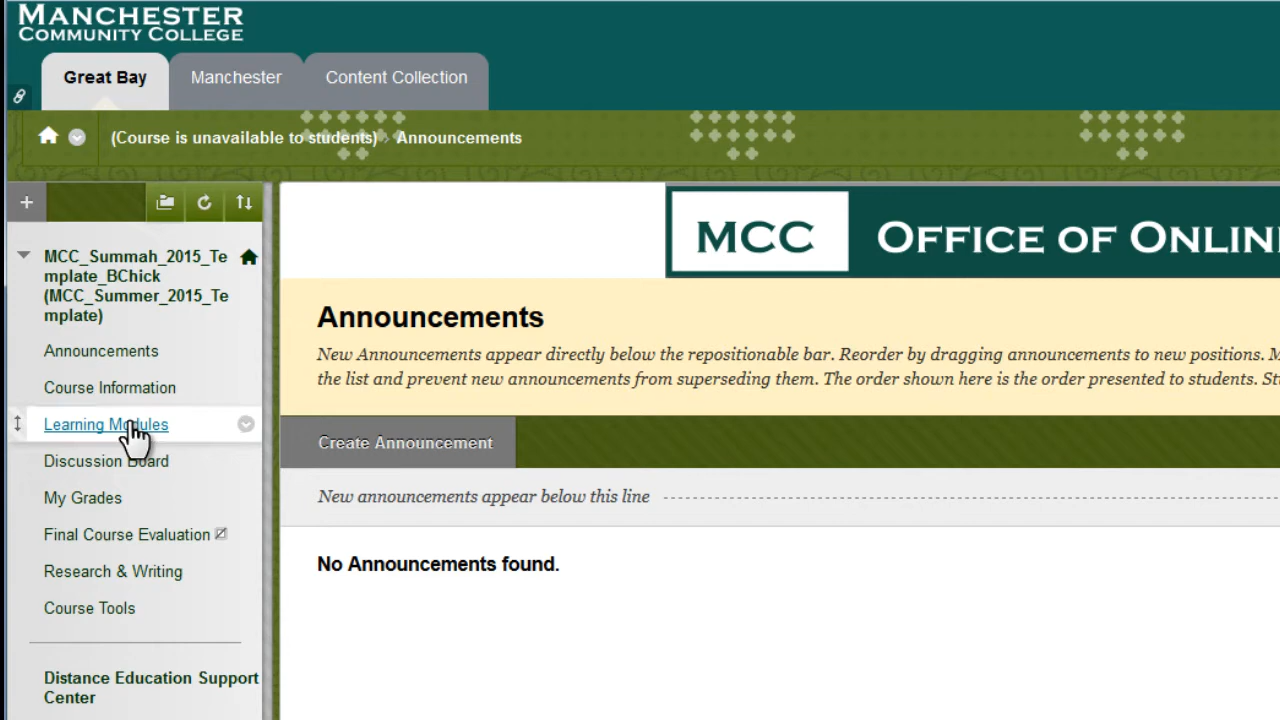 MANCHESTER
COMMUNITY COLLEGE
Great Bay
Manchester
Content Collection
(Course is unavailable to students)
Announcements
MCC_Summah_2015_Te
mplate_BChick
(MCC_Summer_2015_Te
mplate)
Announcements
Course Information
Learning Modules
Discussion Board
My Grades
Final Course Evaluation
Research & Writing
Course Tools
Distance Education Support
Center
MCC
OFFICE OF ONLIN
Announcements
New Announcements appear directly below the repositionable bar. Reorder by dragging announcements to new positions. M
the list and prevent new announcements from superseding them. The order shown here is the order presented to students. St
Create Announcement
New announcements appear below this line
No Announcements found.